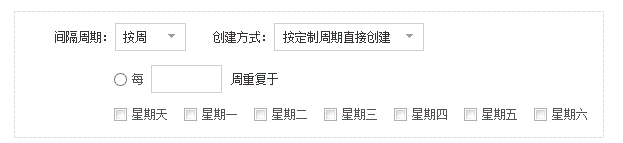 间隔周期： 按周 创建方式： 按定制周期直接创建
每 周重复于
星期天 星期一 星期二 星期三 星期四 星期五 星期六